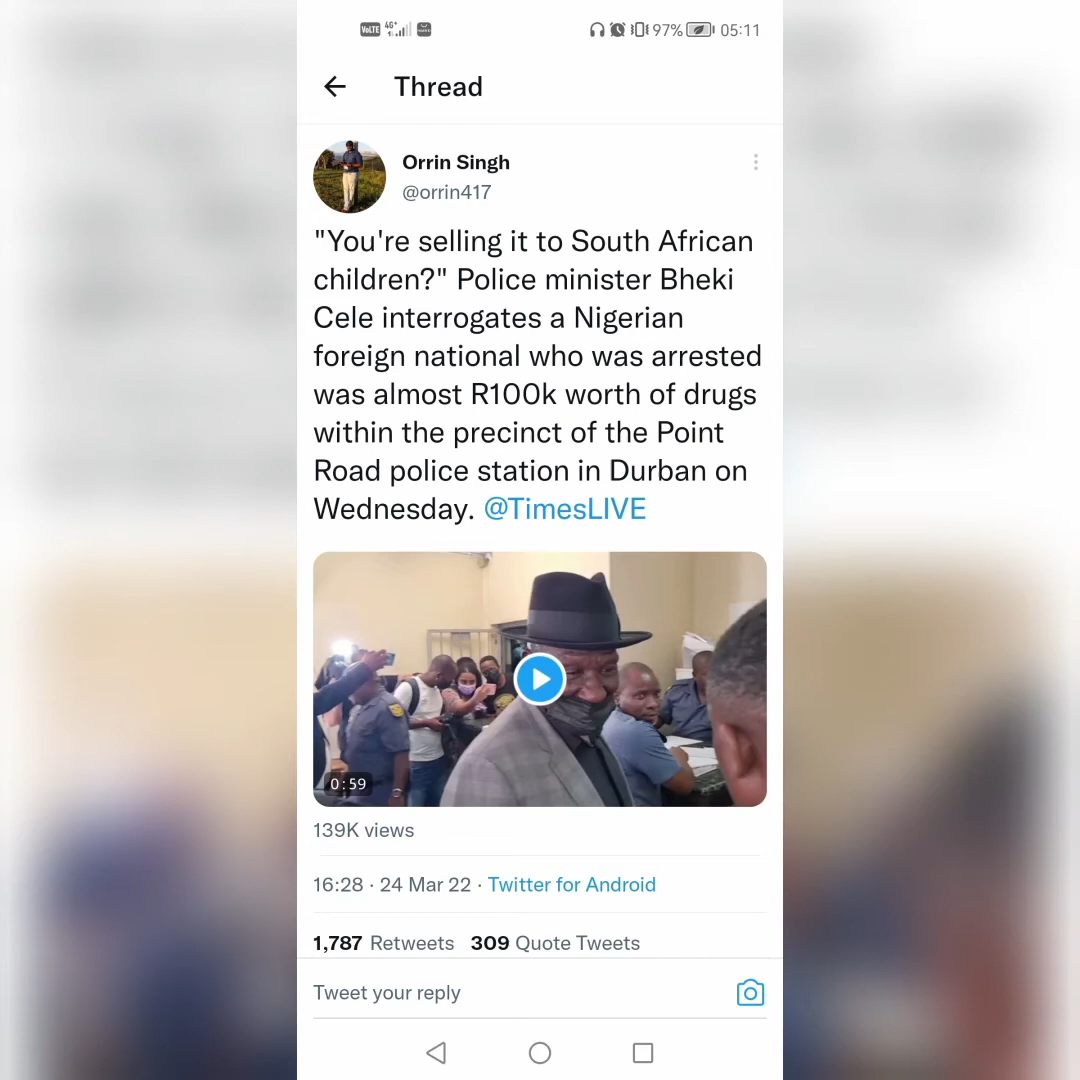 VoLTE 4G+ 97% 05:11
Thread
Orrin Singh
@orrin417
"You're selling it to South African
children?" Police minister Bheki
Cele interrogates a Nigerian
foreign national who was arrested
was almost R100k worth of drugs
within the precinct of the Point
Road police station in Durban on
Wednesday. @TimesLIVE
0:59
139K views
16:28 · 24 Mar 22 · Twitter for Android
1,787 Retweets 309 Quote Tweets
Tweet your reply